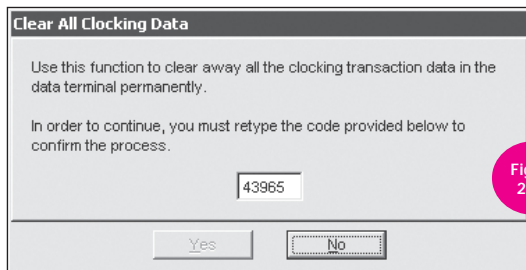 Clear All Clocking Data
Use this function to clear away all the clocking transaction data in the
data terminal permanently.
In order to continue, you must retype the code provided below to
confirm the process.
43965
Yes
No